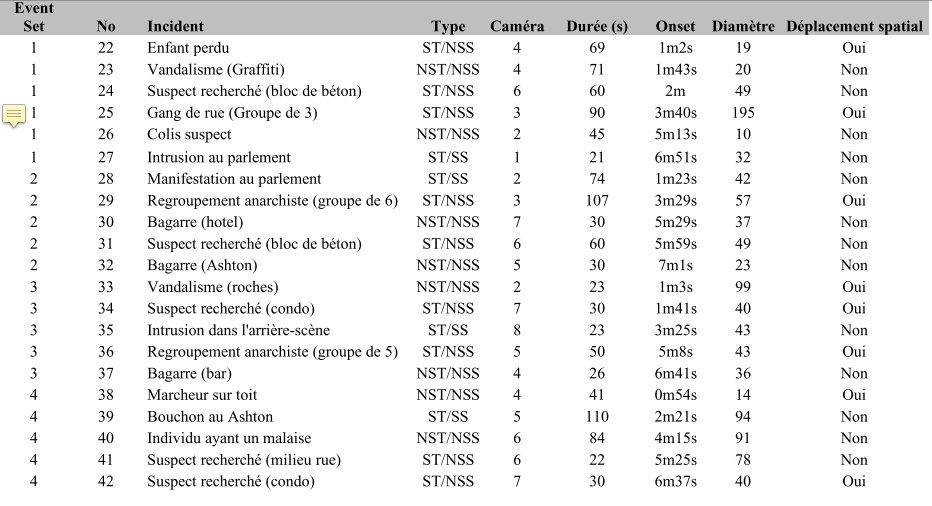 Event
Set No Incident Type Caméra Durée (s) Onset Diamètre Déplacement spatial
1 22 Enfant perdu ST/NSS 4 69 1m2s 19 Oui
1 23 Vandalisme (Graffiti) NST/NSS 4 71 1m43s 20 Non
1 24 Suspect recherché (bloc de béton) ST/NSS 6 60 2m 49 Non
1 25 Gang de rue (Groupe de 3) ST/NSS 3 90 3m40s 195 Oui
1 26 Colis suspect NST/NSS 2 45 5m13s 10 Non
1 27 Intrusion au parlement ST/SS 1 21 6m51s 32 Non
2 28 Manifestation au parlement ST/SS 2 74 1m23s 42 Non
2 29 Regroupement anarchiste (groupe de 6) ST/NSS 3 107 3m29s 57 Oui
2 30 Bagarre (hotel) NST/NSS 7 30 5m29s 37 Non
2 31 Suspect recherché (bloc de béton) ST/NSS 6 60 5m59s 49 Non
2 32 Bagarre (Ashton) NST/NSS 5 30 7m1s 23 Non
3 33 Vandalisme (roches) NST/NSS 2 23 1m3s 99 Oui
3 34 Suspect recherché (condo) ST/NSS 7 30 1m41s 40 Oui
3 35 Intrusion dans l'arrière-scène ST/SS 8 23 3m25s 43 Non
3 36 Regroupement anarchiste (groupe de 5) ST/NSS 5 50 5m8s 43 Oui
3 37 Bagarre (bar) NST/NSS 4 26 6m41s 36 Non
4 38 Marcheur sur toit NST/NSS 4 41 0m54s 14 Oui
4 39 Bouchon au Ashton ST/SS 5 110 2m21s 94 Non
4 40 Individu ayant un malaise NST/NSS 6 84 4m15s 91 Non
4 41 Suspect recherché (milieu rue) ST/NSS 6 22 5m25s 78 Non
4 42 Suspect recherché (condo) ST/NSS 7 30 6m37s 40 Oui